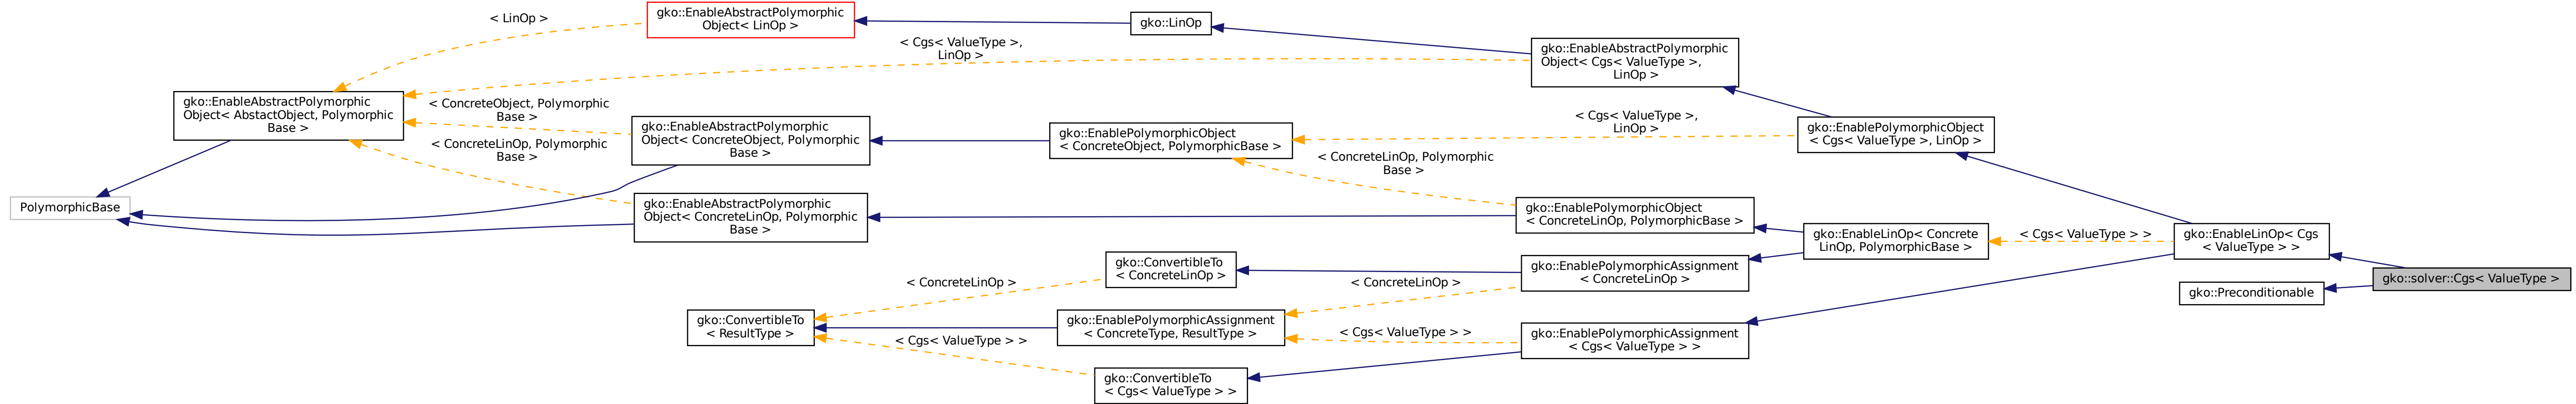 gko::EnableAbstractPolymorphic
Object< LinOp >
< LinOp >
gko::LinOp
< Cgs< ValueType >,
LinOp >
gko::EnableAbstractPolymorphic
Object< Cgs< ValueType >,
LinOp >
gko::EnableAbstractPolymorphic
Object< AbstactObject, Polymorphic
Base >
< ConcreteObject, Polymorphic
Base >
gko::EnableAbstractPolymorphic
Object< ConcreteObject, Polymorphic
Base >
gko::EnablePolymorphicObject
< ConcreteObject, PolymorphicBase >
< Cgs< ValueType >,
LinOp >
gko::EnablePolymorphicObject
< Cgs< ValueType >, LinOp >
< ConcreteLinOp, Polymorphic
Base >
< ConcreteLinOp, Polymorphic
Base >
PolymorphicBase
gko::EnableAbstractPolymorphic
Object< ConcreteLinOp, Polymorphic
Base >
gko::EnablePolymorphicObject
< ConcreteLinOp, PolymorphicBase >
gko::EnableLinOp< Concrete
LinOp, PolymorphicBase >
< Cgs< ValueType > >
gko::EnableLinOp< Cgs
< ValueType > >
gko::ConvertibleTo
< ConcreteLinOp >
gko::EnablePolymorphicAssignment
< ConcreteLinOp >
gko::solver::Cgs< ValueType >
< ConcreteLinOp >
< ConcreteLinOp >
gko::Preconditionable
gko::ConvertibleTo
< ResultType >
gko::EnablePolymorphicAssignment
< ConcreteType, ResultType >
< Cgs< ValueType > >
gko::EnablePolymorphicAssignment
< Cgs< ValueType > >
< Cgs< ValueType > >
gko::ConvertibleTo
< Cgs< ValueType > >